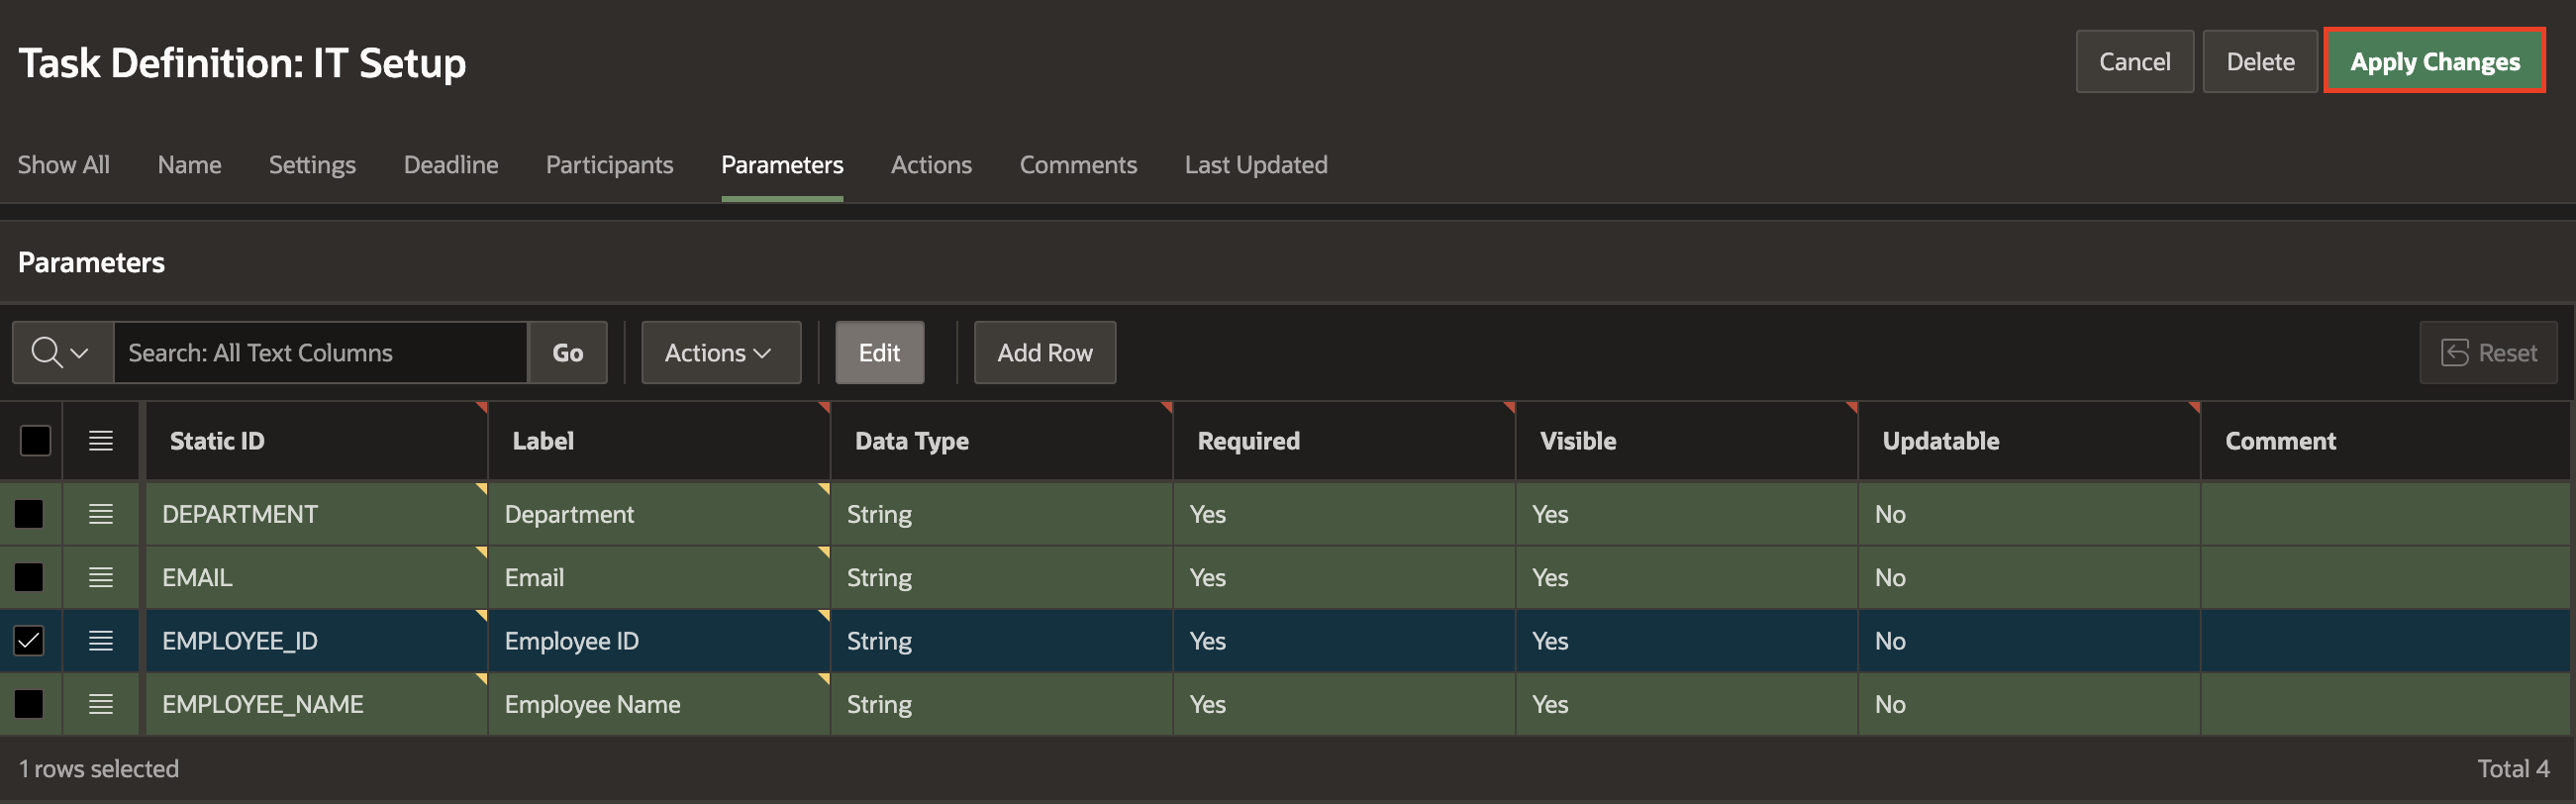 Task Definition: IT Setup
Cancel Delete Apply Changes
Show All Name Settings Deadline Participants Parameters Actions Comments Last Updated
Parameters
Search: All Text Columns Go Actions Edit Add Row Reset
Static ID Label Data Type Required Visible Updatable Comment
DEPARTMENT Department String Yes Yes No
EMAIL Email String Yes Yes No
EMPLOYEE_ID Employee ID String Yes Yes No
EMPLOYEE_NAME Employee Name String Yes Yes No
1 rows selected Total 4